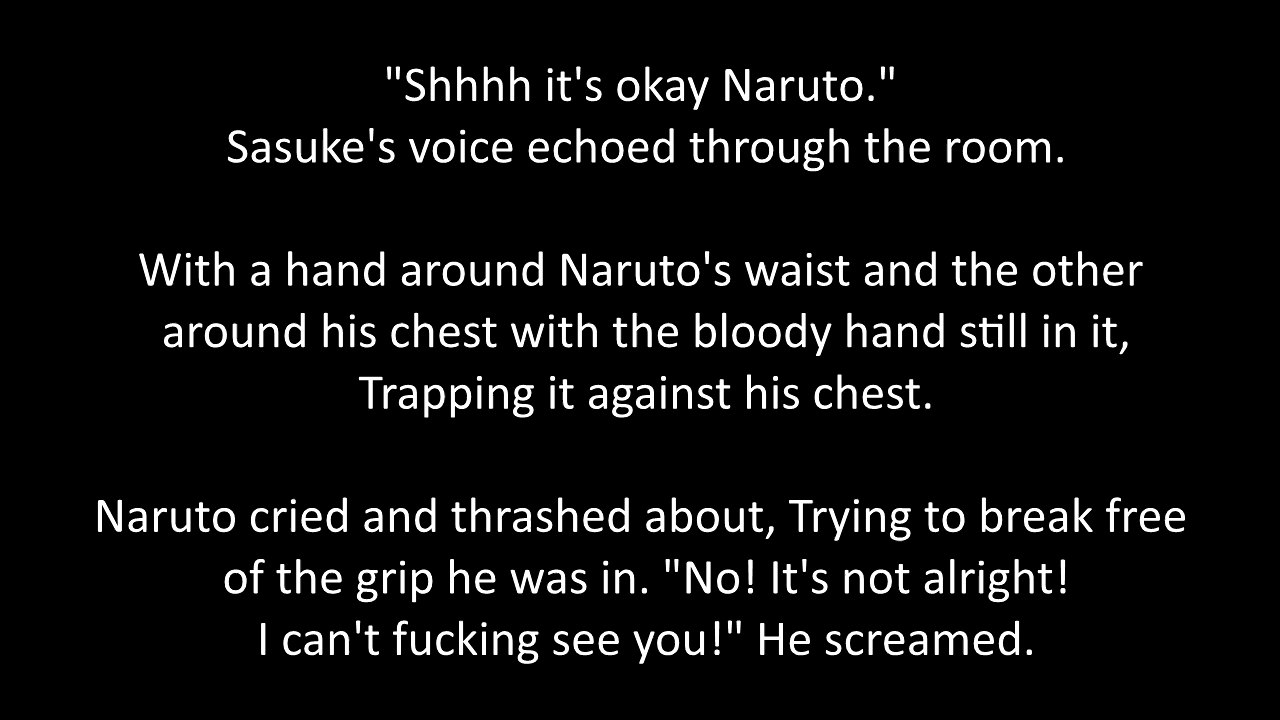 "Shhhh it's okay Naruto."
Sasuke's voice echoed through the room.
With a hand around Naruto's waist and the other
around his chest with the bloody hand still in it,
Trapping it against his chest.
Naruto cried and thrashed about, Trying to break free
of the grip he was in. "No! It's not alright!
I can't fucking see you!" He screamed.